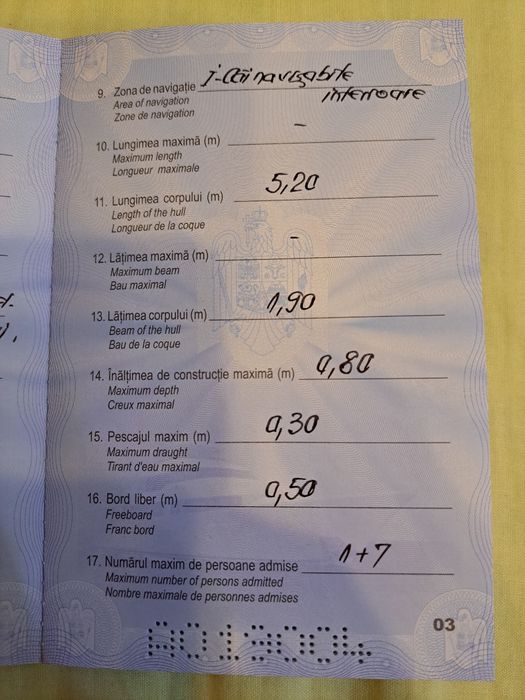 9. Zona de navigație I-Căi navigabile
Area of navigation interioare
Zone de navigation
10. Lungimea maximă (m) -
Maximum length
Longueur maximale
11. Lungimea corpului (m) 5,20
Length of the hull
Longueur de la coque
12. Lățimea maximă (m) -
Maximum beam
Bau maximal
13. Lățimea corpului (m) 1,90
Beam of the hull
Bau de la coque
14. Înălțimea de construcție maximă (m) 0,80
Maximum depth
Creux maximal
15. Pescajul maxim (m) 0,30
Maximum draught
Tirant d'eau maximal
16. Bord liber (m) 0,50
Freeboard
Franc bord
17. Numărul maxim de persoane admise 1+7
Maximum number of persons admitted
Nombre maximale de personnes admises
03